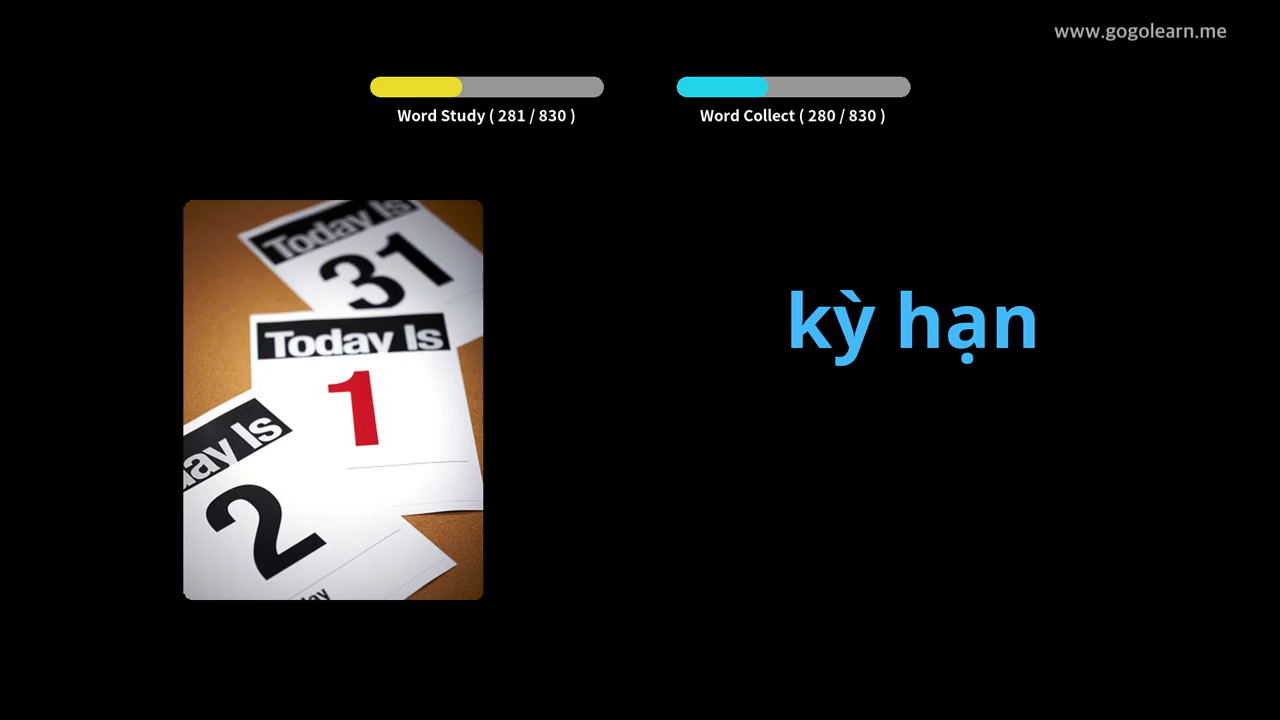 www.gogolearn.me
Word Study ( 281 / 830 )
Word Collect ( 280 / 830 )
Today Is
31
Today Is
1
kỳ hạn
ay Is
2